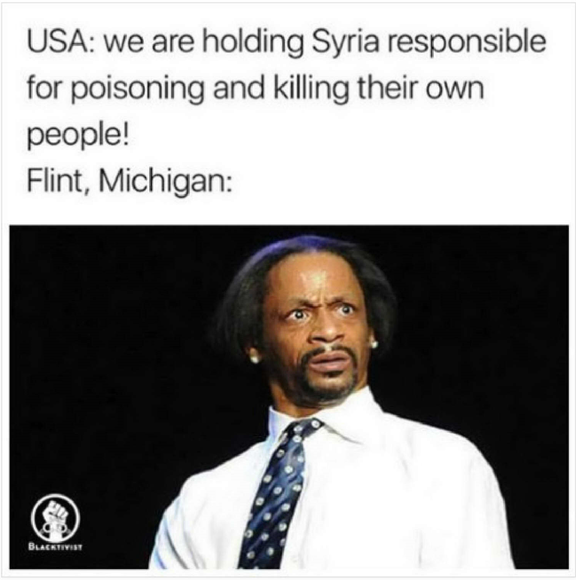 USA: we are holding Syria responsible
for poisoning and killing their own
people!
Flint, Michigan:
BLACKTIVIST